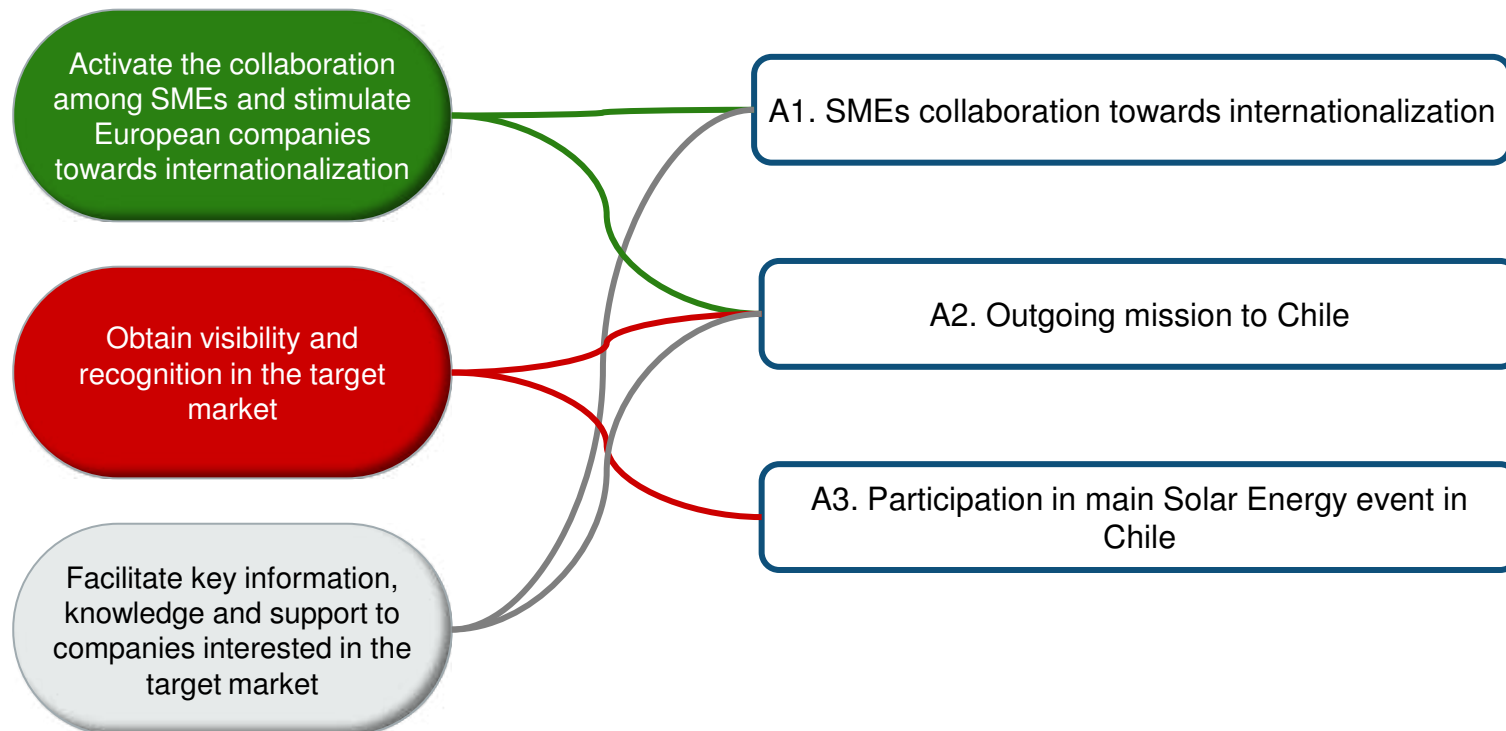 Activate the collaboration
among SMEs and stimulate
European companies
towards internationalization
A1. SMEs collaboration towards internationalization
Obtain visibility and
recognition in the target
market
A2. Outgoing mission to Chile
Facilitate key information,
knowledge and support to
companies interested in the
target market
A3. Participation in main Solar Energy event in
Chile